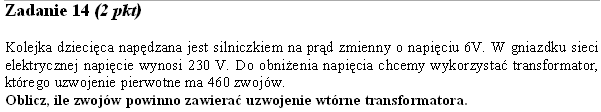 Zadanie 14 (2 pkt)
Kolejka dziecięca napędzana jest silniczkiem na prąd zmienny o napięciu 6V. W gniazdku sieci
elektrycznej napięcie wynosi 230 V. Do obniżenia napięcia chcemy wykorzystać transformator,
którego uzwojenie pierwotne ma 460 zwojów.
Oblicz, ile zwojów powinno zawierać uzwojenie wtórne transformatora.